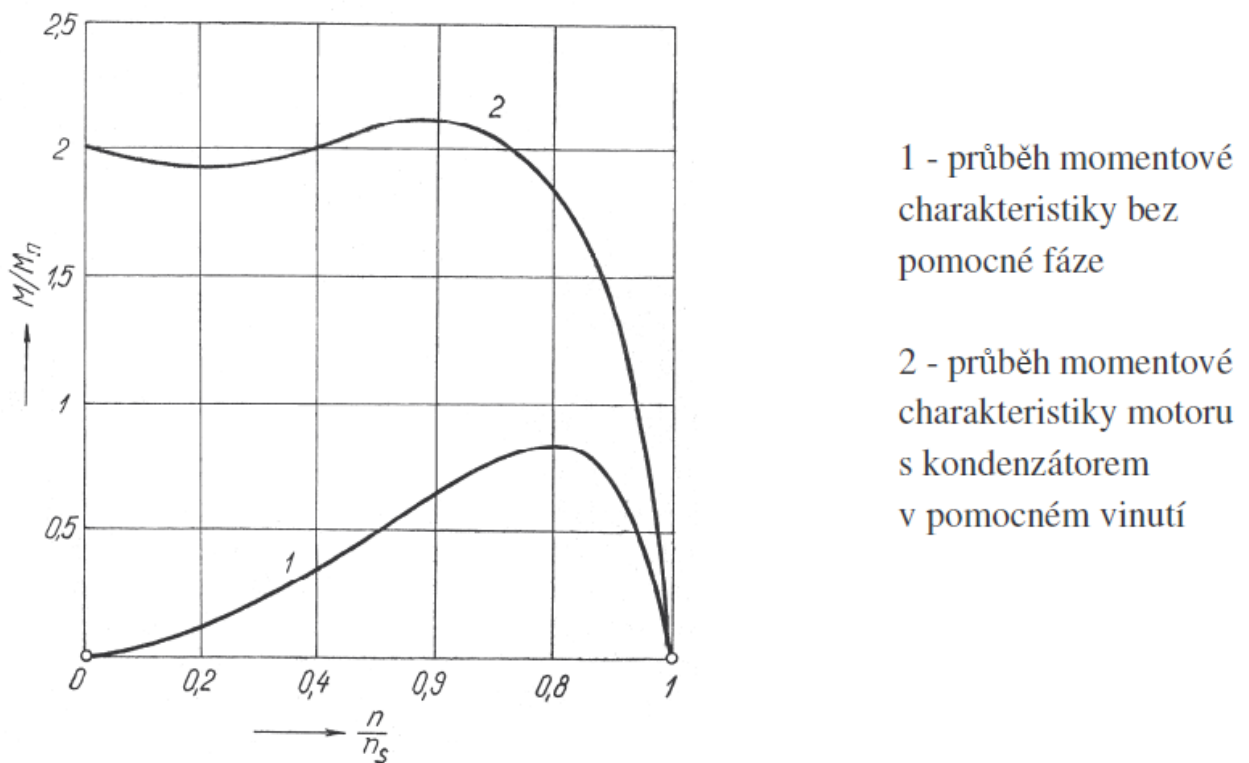 2,5
2
2
M/Mn
1,5
1
0,5
1
0
0,2
0,4
0,9
0,8
1
n
ns
1 - průběh momentové
charakteristiky bez
pomocné fáze
2 - průběh momentové
charakteristiky motoru
s kondenzátorem
v pomocném vinutí